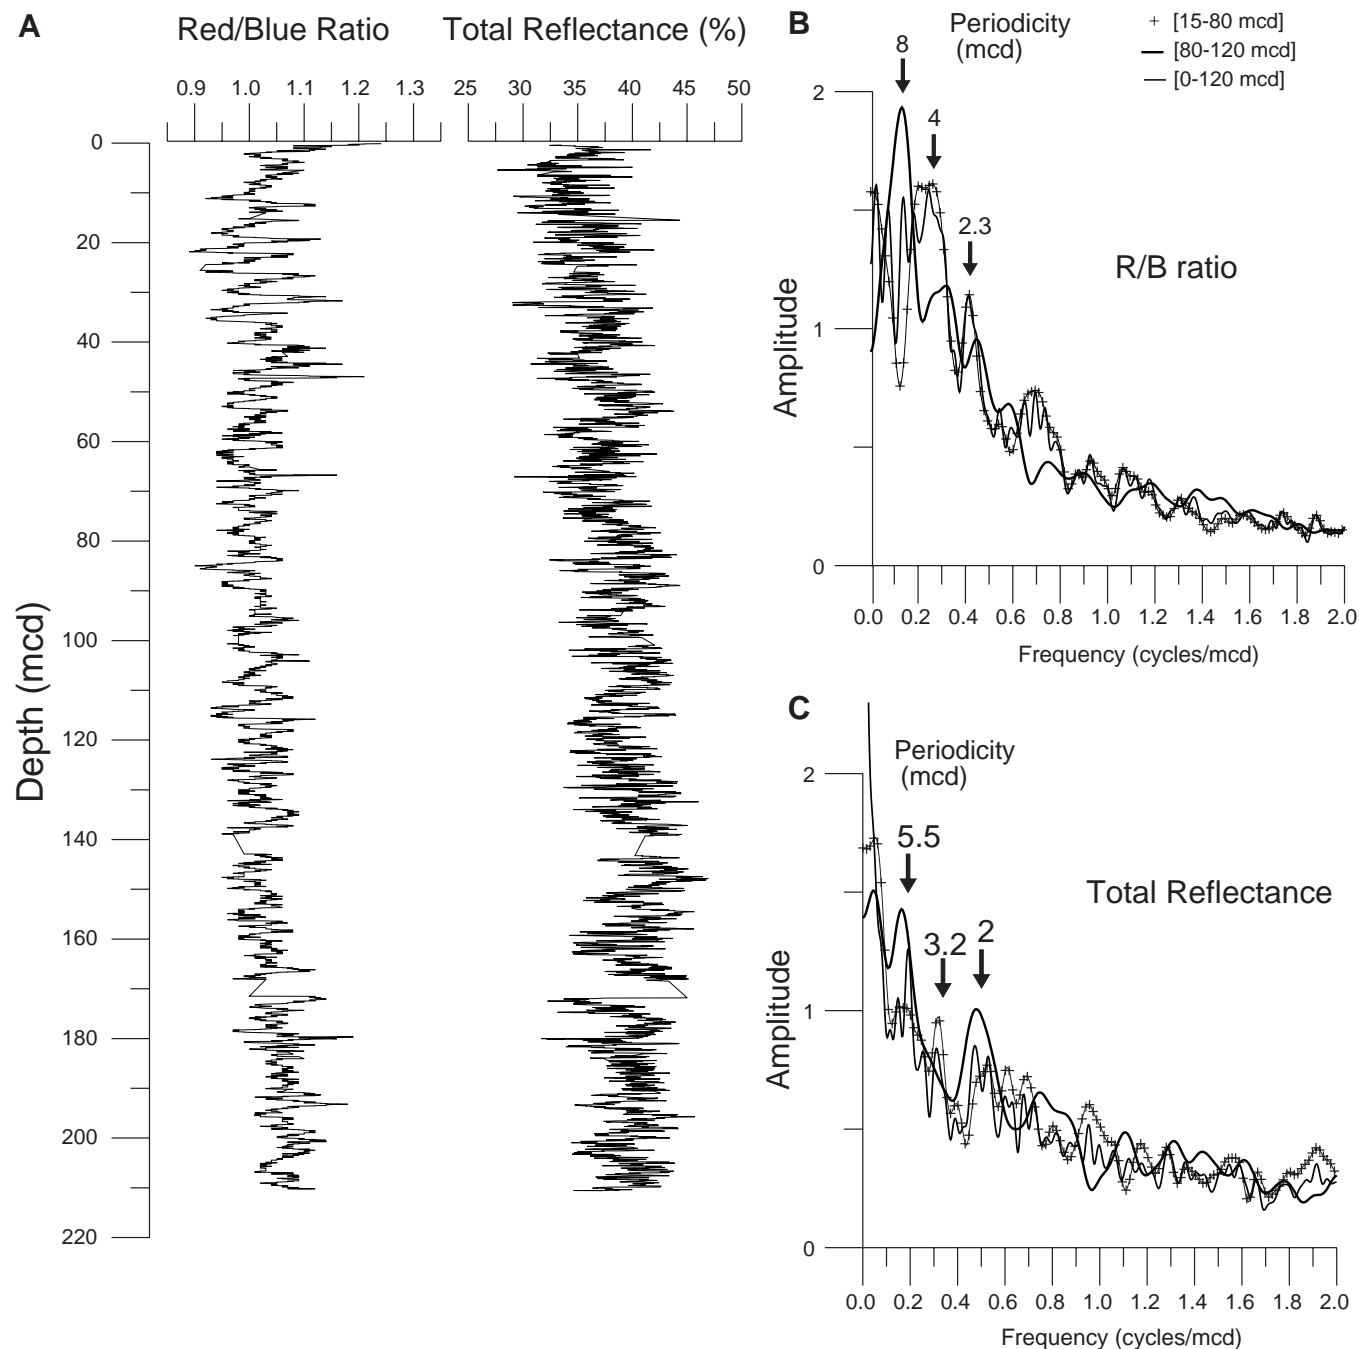 A
Red/Blue Ratio
Total Reflectance (%)
0.9 1.0 1.1 1.2 1.3
25 30 35 40 45 50
Depth (mcd)
0
20
40
60
80
100
120
140
160
180
200
220
B
Periodicity
(mcd)
[15-80 mcd]
[80-120 mcd]
[0-120 mcd]
8
4
2.3
R/B ratio
Amplitude
2
1
0
0.0 0.2 0.4 0.6 0.8 1.0 1.2 1.4 1.6 1.8 2.0
Frequency (cycles/mcd)
C
Periodicity
(mcd)
5.5
3.2
2
Total Reflectance
Amplitude
2
1
0
0.0 0.2 0.4 0.6 0.8 1.0 1.2 1.4 1.6 1.8 2.0
Frequency (cycles/mcd)